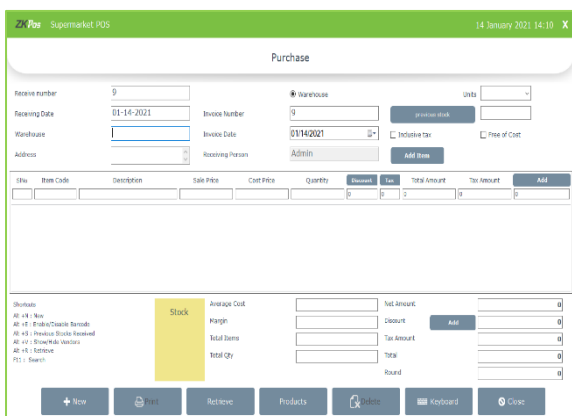 ZKPos Supermarket POS 14 January 2021 14:10 X
Purchase
Receive number 9 Warehouse Units
Receiving Date 01-14-2021 Invoice Number 9 previous stock
Warehouse Invoice Date 01/14/2021 Inclusive tax Free of Cost
Address Receiving Person Admin Add Item
SlNo Item Code Description Sale Price Cost Price Quantity Discount Tax Total Amount Tax Amount Add
0 0 0 0 0
Shortcuts
Alt +N : New
Alt +E : Enable/Disable Barcode
Alt +S : Previous Stocks Received
Alt +V : Show/Hide Vendors
Alt +R : Retrieve
F11 : Search
Stock
Average Cost Net Amount 0
Margin Discount Add 0
Total Items Tax Amount 0
Total Qty Total 0
Round 0
New Print Retrieve Products Delete Keyboard Close